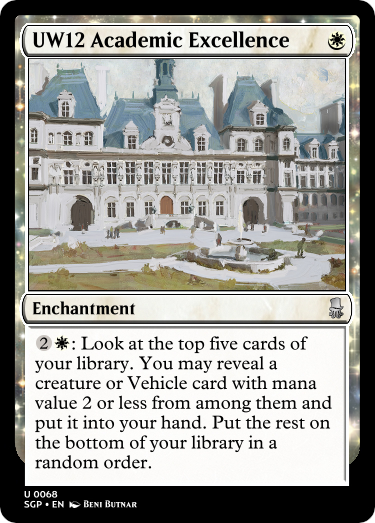 UW12 Academic Excellence
Enchantment
2 : Look at the top five cards of
your library. You may reveal a
creature or Vehicle card with mana
value 2 or less from among them and
put it into your hand. Put the rest on
the bottom of your library in a
random order.
U 0068
SGP • EN Beni Butnar